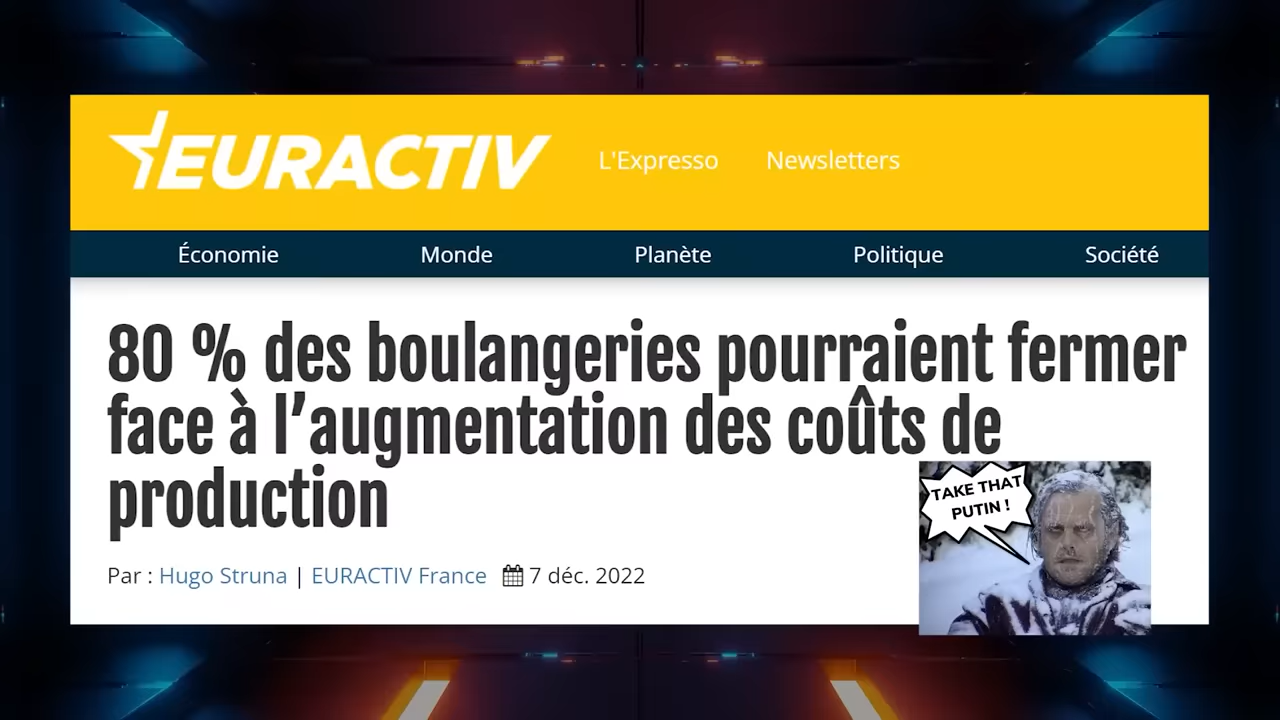 EURACTIV
L'Expresso Newsletters
Économie Monde Planète Politique Société
80 % des boulangeries pourraient fermer
face à l’augmentation des coûts de
production
TAKE THAT
PUTIN !
Par : Hugo Struna | EURACTIV France 7 déc. 2022